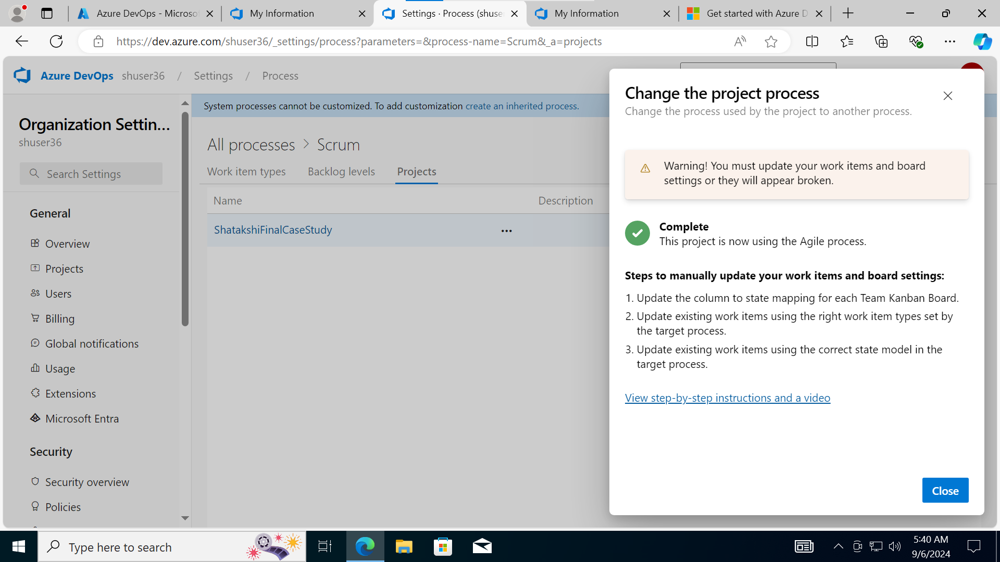 Azure DevOps - Microso
My Information
Settings · Process (shuse
My Information
Get started with Azure D
https://dev.azure.com/shuser36/_settings/process?parameters=&process-name=Scrum&_a=projects
Azure DevOps shuser36 / Settings / Process
Organization Settin...
shuser36
Search Settings
General
Overview
Projects
Users
Billing
Global notifications
Usage
Extensions
Microsoft Entra
Security
Security overview
Policies
System processes cannot be customized. To add customization create an inherited process.
All processes > Scrum
Work item types Backlog levels Projects
Name Description
ShatakshiFinalCaseStudy
Change the project process
Change the process used by the project to another process.
Warning! You must update your work items and board
settings or they will appear broken.
Complete
This project is now using the Agile process.
Steps to manually update your work items and board settings:
1. Update the column to state mapping for each Team Kanban Board.
2. Update existing work items using the right work item types set by
the target process.
3. Update existing work items using the correct state model in the
target process.
View step-by-step instructions and a video
Close
Type here to search
5:40 AM
9/6/2024